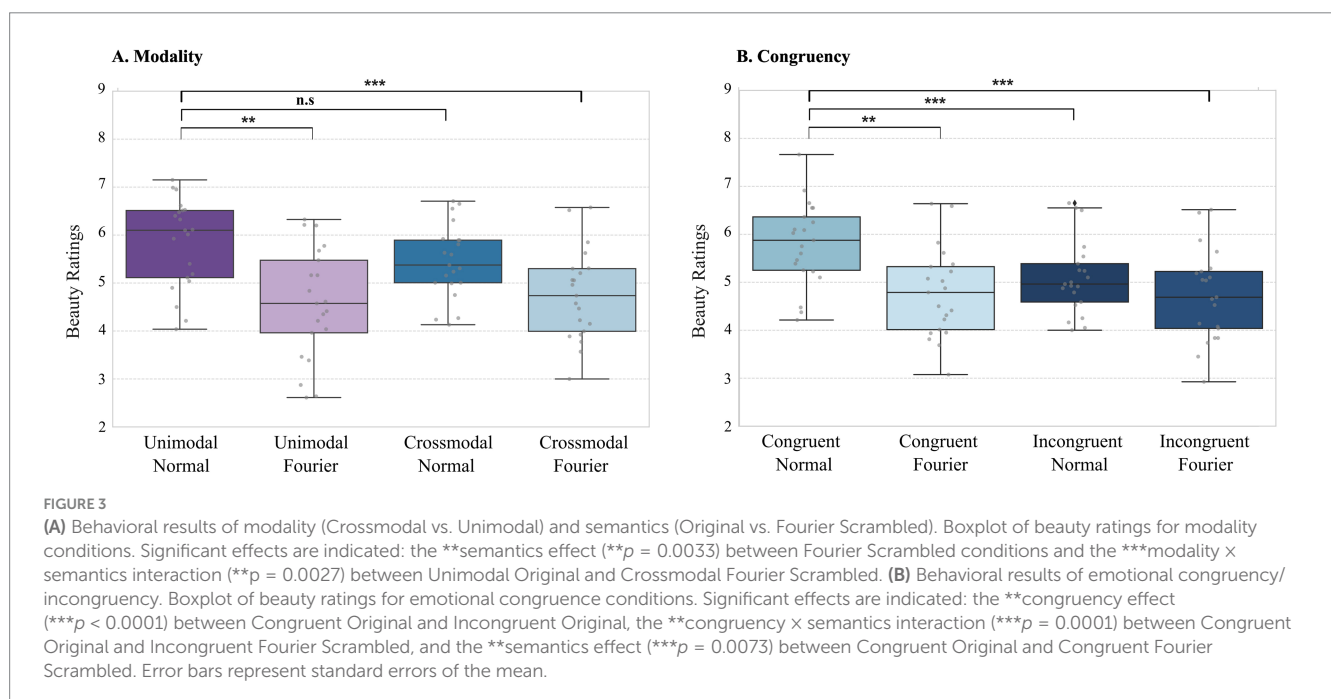 A. Modality
9
8
7
6
5
4
3
2
Beauty Ratings
***
n.s
**
Unimodal Normal
Unimodal Fourier
Crossmodal Normal
Crossmodal Fourier
B. Congruency
9
8
7
6
5
4
3
2
Beauty Ratings
***
***
**
Congruent Normal
Congruent Fourier
Incongruent Normal
Incongruent Fourier
FIGURE 3
(A) Behavioral results of modality (Crossmodal vs. Unimodal) and semantics (Original vs. Fourier Scrambled). Boxplot of beauty ratings for modality
conditions. Significant effects are indicated: the **semantics effect (**p = 0.0033) between Fourier Scrambled conditions and the ***modality ×
semantics interaction (**p = 0.0027) between Unimodal Original and Crossmodal Fourier Scrambled. (B) Behavioral results of emotional congruency/
incongruency. Boxplot of beauty ratings for emotional congruence conditions. Significant effects are indicated: the **congruency effect
(***p < 0.0001) between Congruent Original and Incongruent Original, the **congruency × semantics interaction (***p = 0.0001) between Congruent
Original and Incongruent Fourier Scrambled, and the **semantics effect (***p = 0.0073) between Congruent Original and Congruent Fourier
Scrambled. Error bars represent standard errors of the mean.